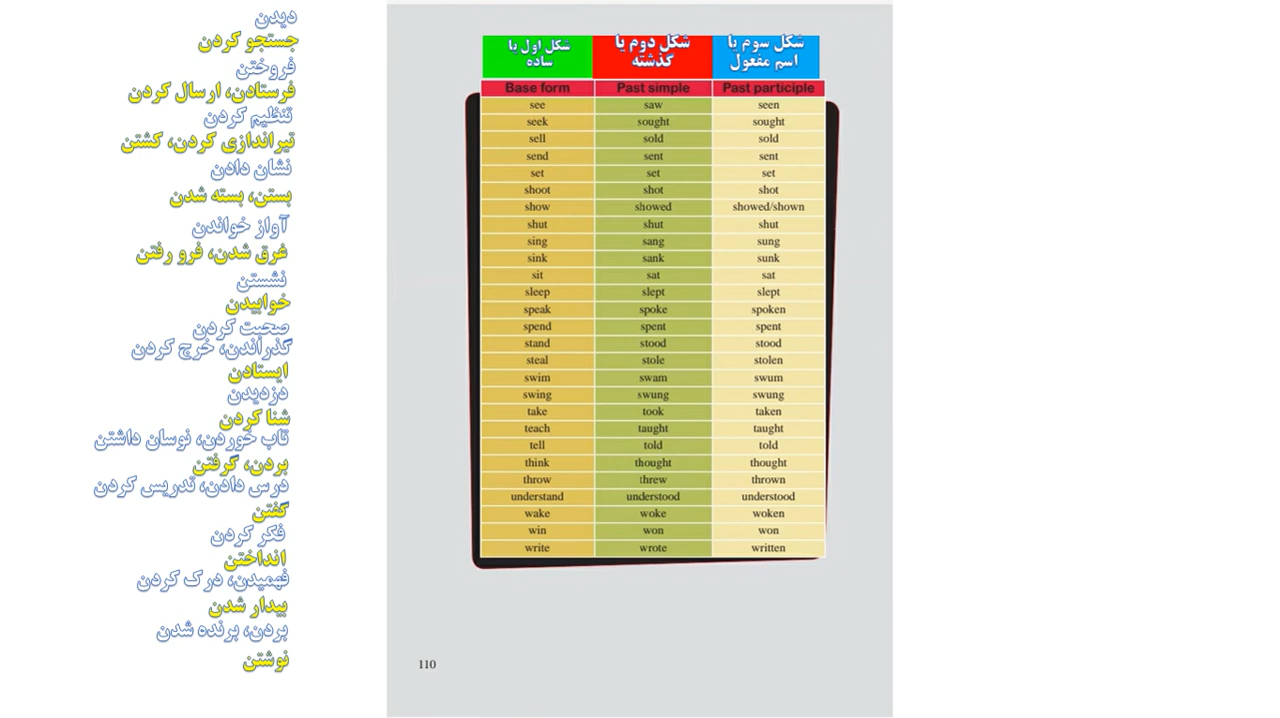 دیدن
جستجو کردن
فروختن
فرستادن، ارسال کردن
تنظیم کردن
تیراندازی کردن، کشتن
نشان دادن
بستن، بسته شدن
آواز خواندن
غرق شدن، فرو رفتن
نشستن
خوابیدن
صحبت کردن
گذراندن، خرج کردن
ایستادن
دزدیدن
شنا کردن
تاب خوردن، نوسان داشتن
بردن، گرفتن
درس دادن، تدریس کردن
گفتن
فکر کردن
انداختن
فهمیدن، درک کردن
بیدار شدن
بردن، برنده شدن
نوشتن
شکل اول یا
ساده
شکل دوم یا
گذشته
شکل سوم یا
اسم مفعول
Base form Past simple Past participle
see saw seen
seek sought sought
sell sold sold
send sent sent
set set set
shoot shot shot
show showed showed/shown
shut shut shut
sing sang sung
sink sank sunk
sit sat sat
sleep slept slept
speak spoke spoken
spend spent spent
stand stood stood
steal stole stolen
swim swam swum
swing swung swung
take took taken
teach taught taught
tell told told
think thought thought
throw threw thrown
understand understood understood
wake woke woken
win won won
write wrote written
110